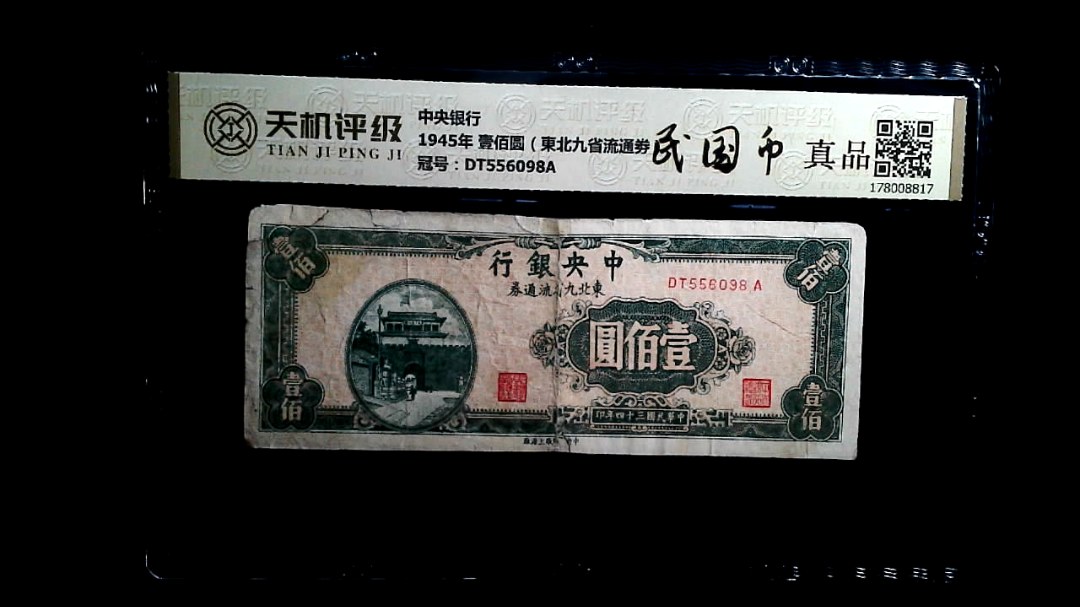 天机评级
TIAN JI PING JI
中央银行
1945年 壹佰圆（東北九省流通券
冠号：DT556098A
民国币 真品
178008817
壹佰
壹佰
行銀央中
券通流省九北東
DT556098 A
圓佰壹
壹佰
壹佰
印年四十三國民華中